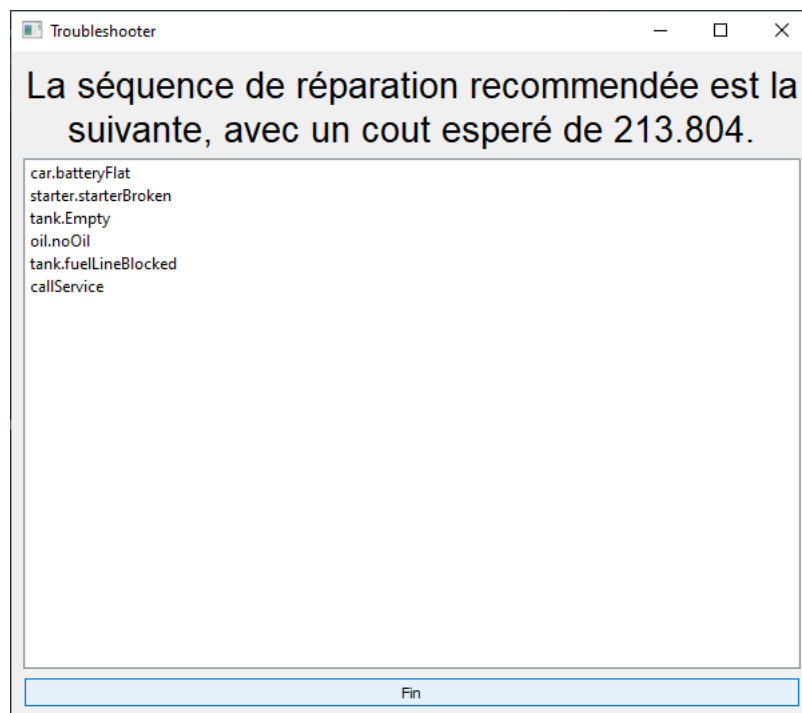 Troubleshooter
La séquence de réparation recommendée est la
suivante, avec un cout esperé de 213.804.
car.batteryFlat
starter.starterBroken
tank.Empty
oil.noOil
tank.fuelLineBlocked
callService
Fin